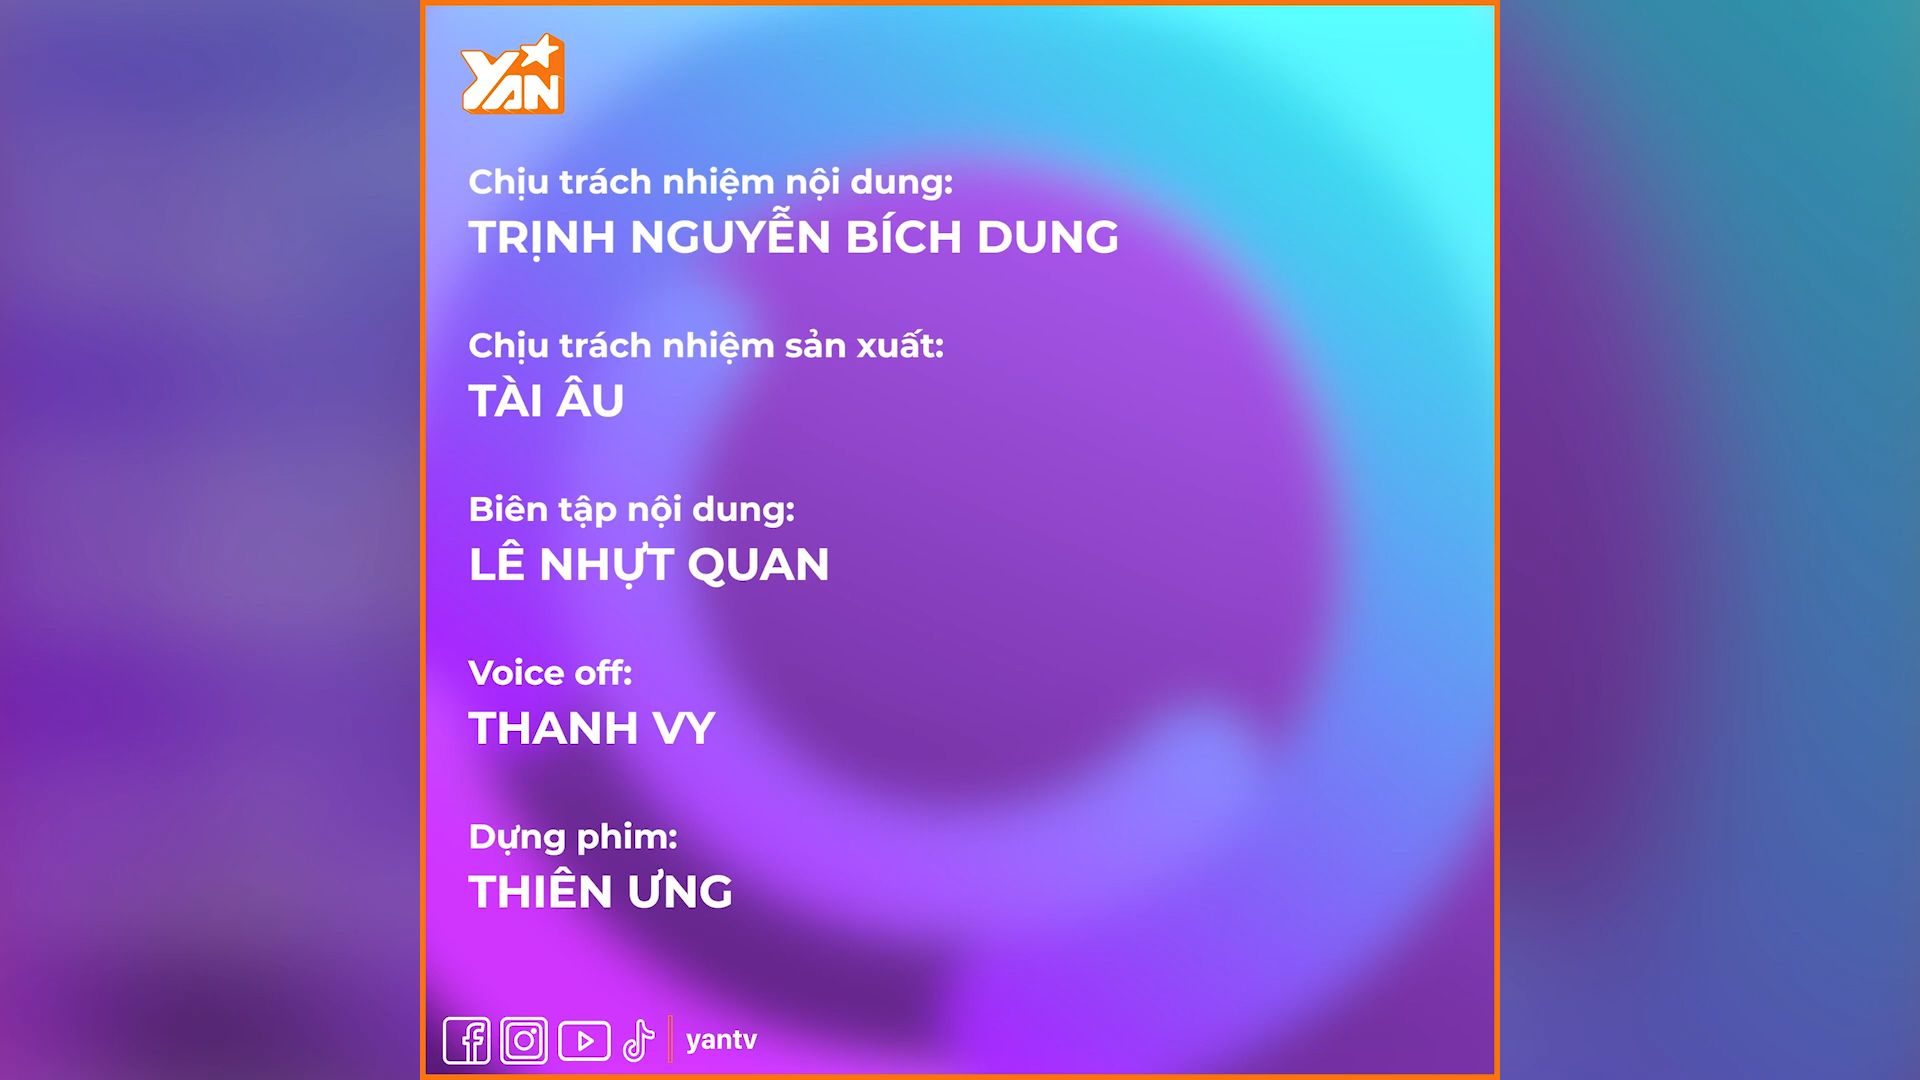 YAN
Chịu trách nhiệm nội dung:
TRỊNH NGUYỄN BÍCH DUNG
Chịu trách nhiệm sản xuất:
TÀI ÂU
Biên tập nội dung:
LÊ NHỰT QUAN
Voice off:
THANH VY
Dựng phim:
THIÊN ƯNG
yantv